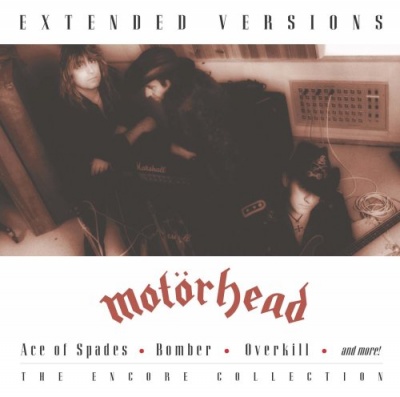 EXTENDED VERSIONS
motörhead
Ace of Spades • Bomber • Overkill • and more!
THE ENCORE COLLECTION